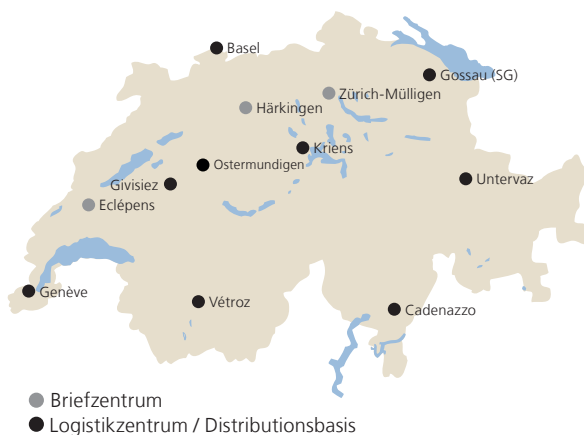 Basel
Gossau (SG)
Zürich-Mülligen
Härkingen
Kriens
Ostermundigen
Givisiez
Untervaz
Eclépens
Genève
Vétroz
Cadenazzo
Briefzentrum
Logistikzentrum / Distributionsbasis